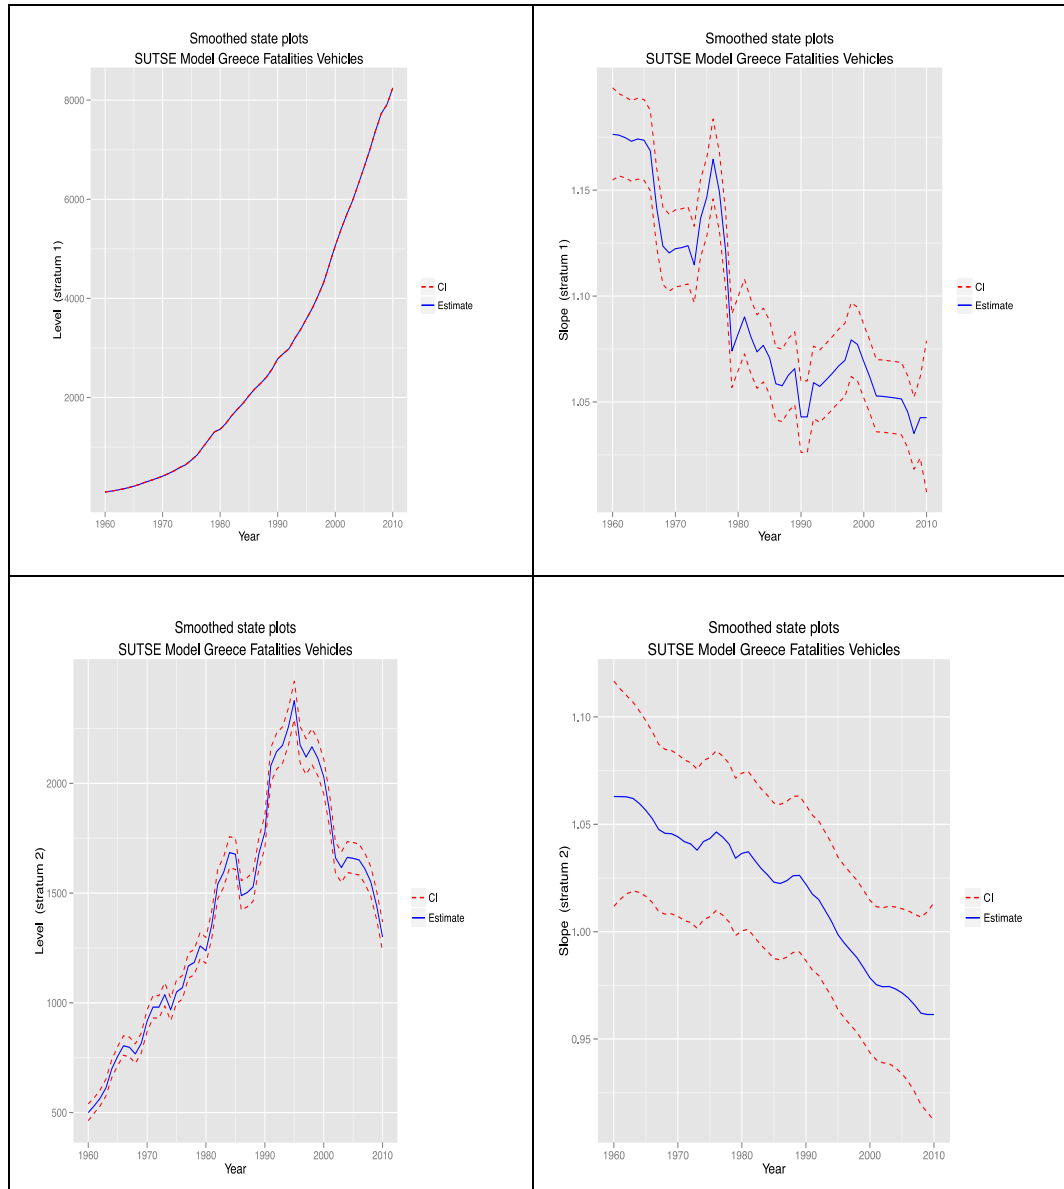 Smoothed state plots
SUTSE Model Greece Fatalities Vehicles
8000
6000
4000
2000
Level (stratum 1)
1960 1970 1980 1990 2000 2010
Year
CI
Estimate
Smoothed state plots
SUTSE Model Greece Fatalities Vehicles
1.15
1.10
1.05
Slope (stratum 1)
1960 1970 1980 1990 2000 2010
Year
CI
Estimate
Smoothed state plots
SUTSE Model Greece Fatalities Vehicles
2000
1500
1000
500
Level (stratum 2)
1960 1970 1980 1990 2000 2010
Year
CI
Estimate
Smoothed state plots
SUTSE Model Greece Fatalities Vehicles
1.10
1.05
1.00
0.95
Slope (stratum 2)
1960 1970 1980 1990 2000 2010
Year
CI
Estimate